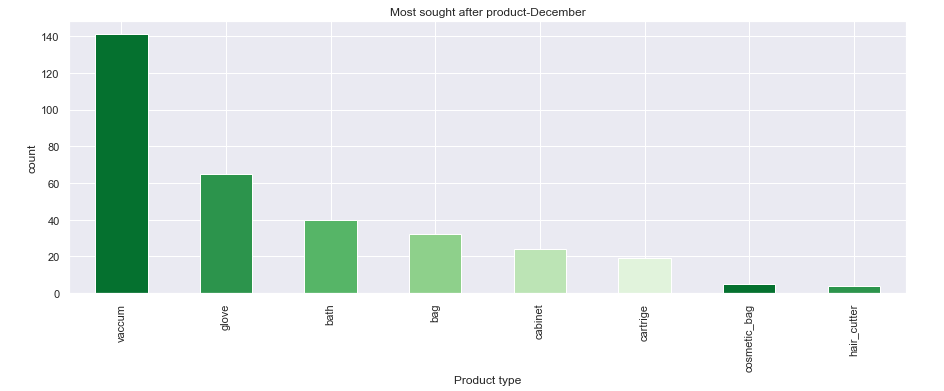 Most sought after product-December
140
120
100
80
60
40
20
0
count
vaccum
glove
bath
bag
cabinet
cartrige
cosmetic_bag
hair_cutter
Product type